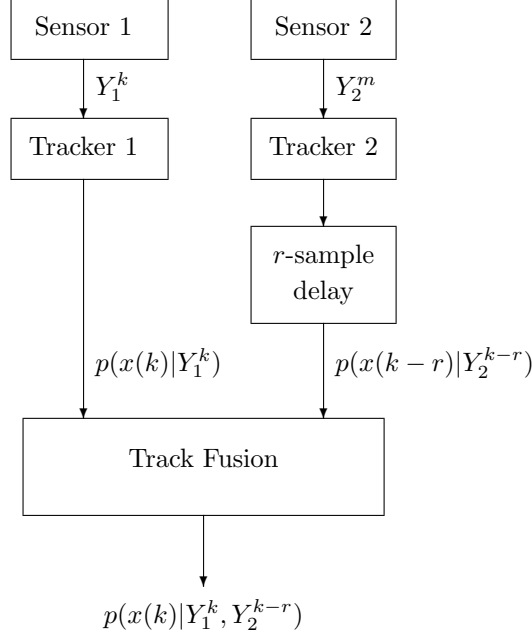 Sensor 1
Sensor 2
Y_1^k
Y_2^m
Tracker 1
Tracker 2
r-sample
delay
p(x(k)|Y_1^k)
p(x(k − r)|Y_2^{k−r})
Track Fusion
p(x(k)|Y_1^k, Y_2^{k−r})